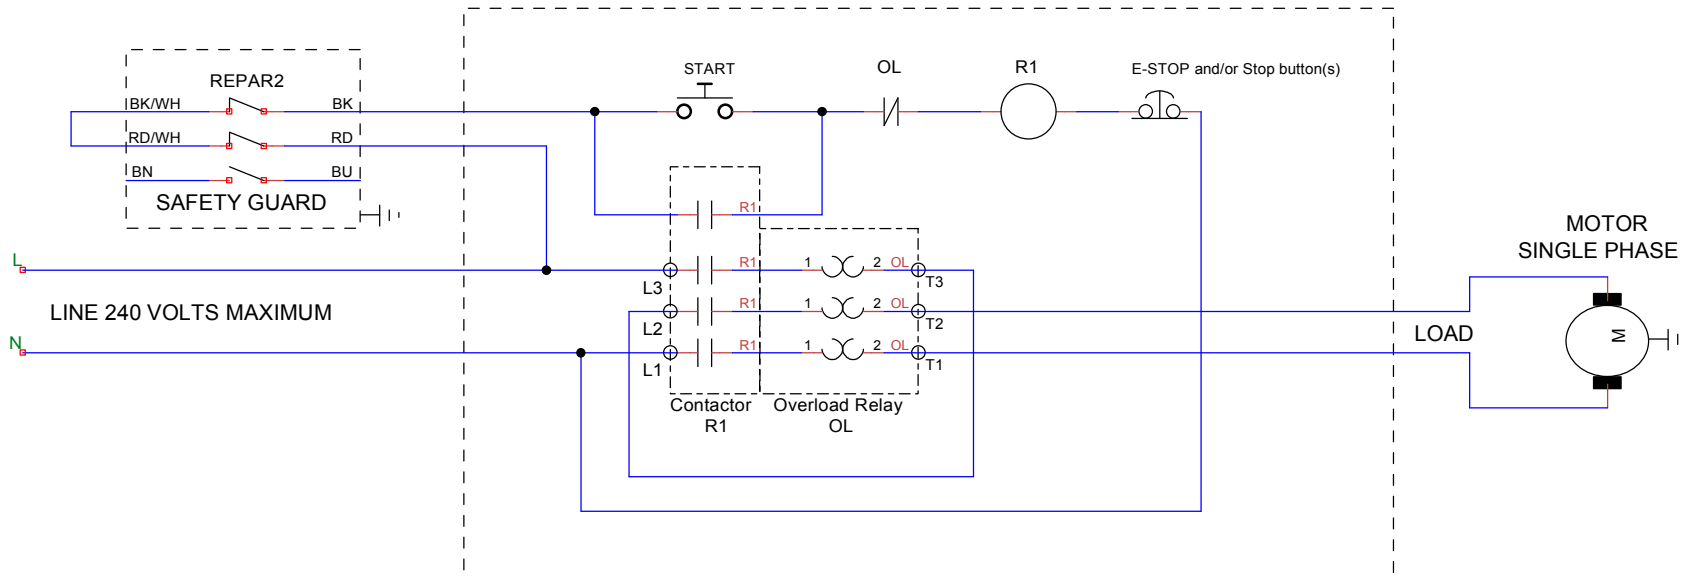 START
OL
R1
E-STOP and/or Stop button(s)
REPAR2
BK/WH
BK
RD/WH
RD
BN
BU
SAFETY GUARD
R1
MOTOR
SINGLE PHASE
L
R1
1
2
OL
L3
T3
LINE 240 VOLTS MAXIMUM
R1
1
2
OL
L2
T2
LOAD
M
N
R1
1
2
OL
L1
T1
Contactor
R1
Overload Relay
OL